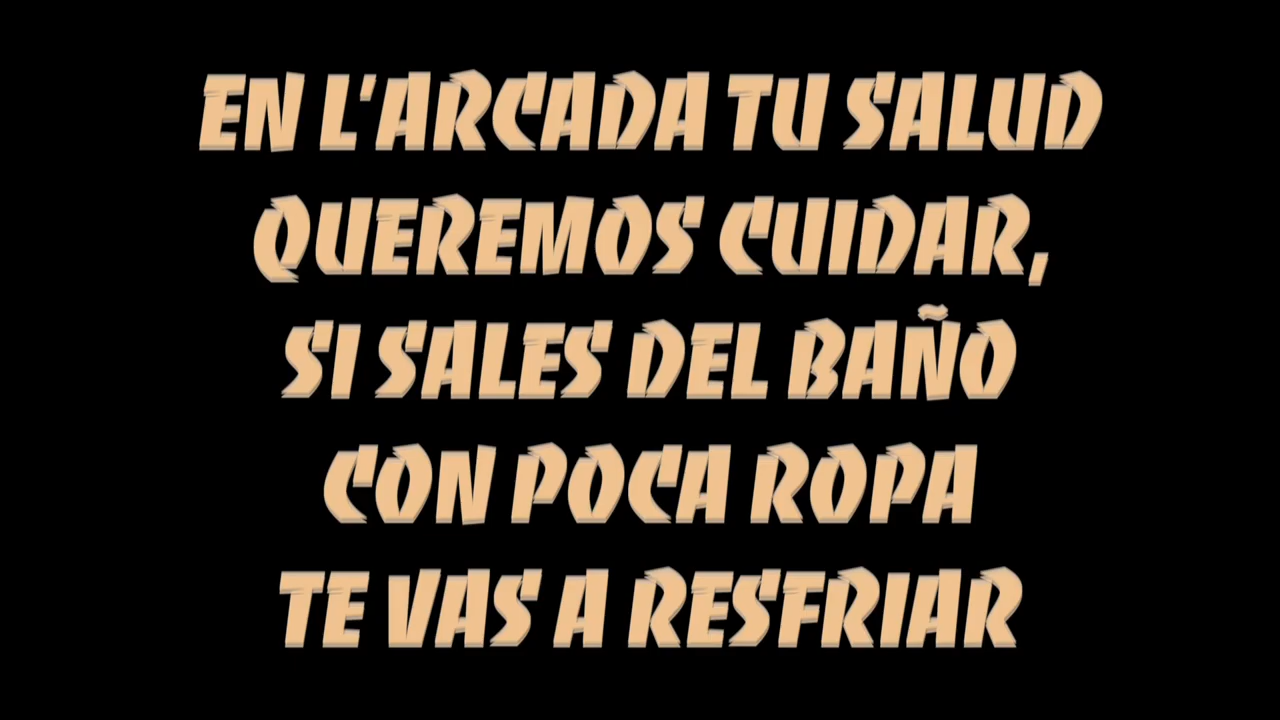 EN L'ARCADA TU SALUD
QUEREMOS CUIDAR,
SI SALES DEL BAÑO
CON POCA ROPA
TE VAS A RESFRIAR